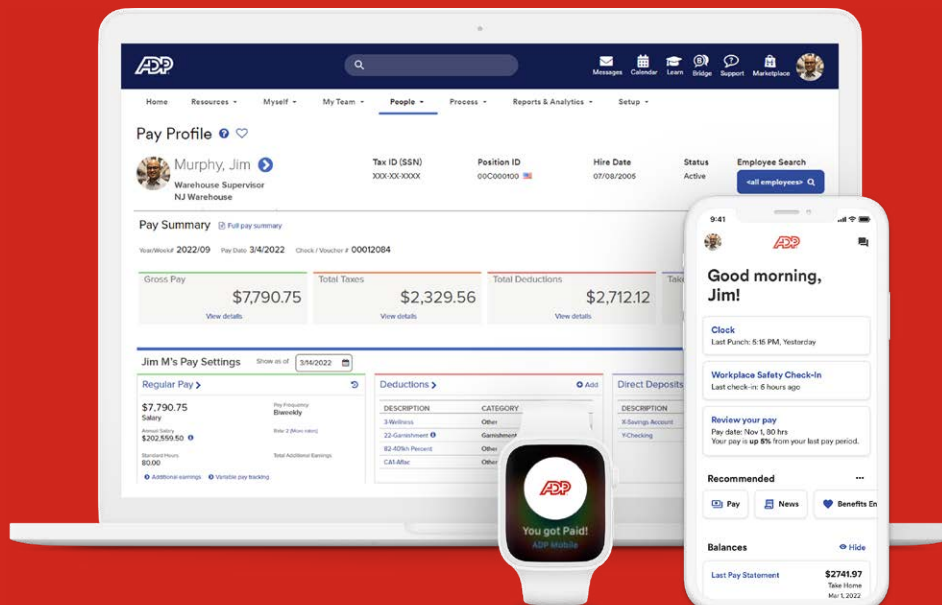 ADP
Messages Calendar Learn Bridge Support Marketplace
Home Resources Myself My Team People Process Reports & Analytics Setup
Pay Profile
Murphy, Jim
Warehouse Supervisor
NJ Warehouse
Tax ID (SSN)
XXX-XX-XXXX
Position ID
00C000100
Hire Date
07/08/2005
Status
Active
Employee Search
<all employees>
Pay Summary Full pay summary
Year/Week# 2022/09 Pay Date 3/4/2022 Check / Voucher # 00012084
Gross Pay
$7,790.75
View details
Total Taxes
$2,329.56
View details
Total Deductions
$2,712.12
View details
Jim M's Pay Settings Show as of 3/14/2022
Regular Pay
$7,790.75
Salary
Annual Salary
$202,559.50
Standard Hours
80.00
Pay Frequency
Biweekly
Total Additional Earnings
Additional earnings Variable pay tracking
Deductions Add
DESCRIPTION CATEGORY
3-Wellness Other
22-Garnishment Garnishment
82-401kh Percent Other
CA1-Aflac Other
Direct Deposits
DESCRIPTION
X-Savings Account
Y-Checking
ADP
You got Paid!
ADP Mobile
9:41
ADP
Good morning,
Jim!
Clock
Last Punch: 5:15 PM, Yesterday
Workplace Safety Check-In
Last check-in: 6 hours ago
Review your pay
Pay date: Nov 1, 80 hrs
Your pay is up 5% from your last pay period.
Recommended
Pay News Benefits En
Balances Hide
Last Pay Statement $2741.97
Take Home
Mar 1, 2022